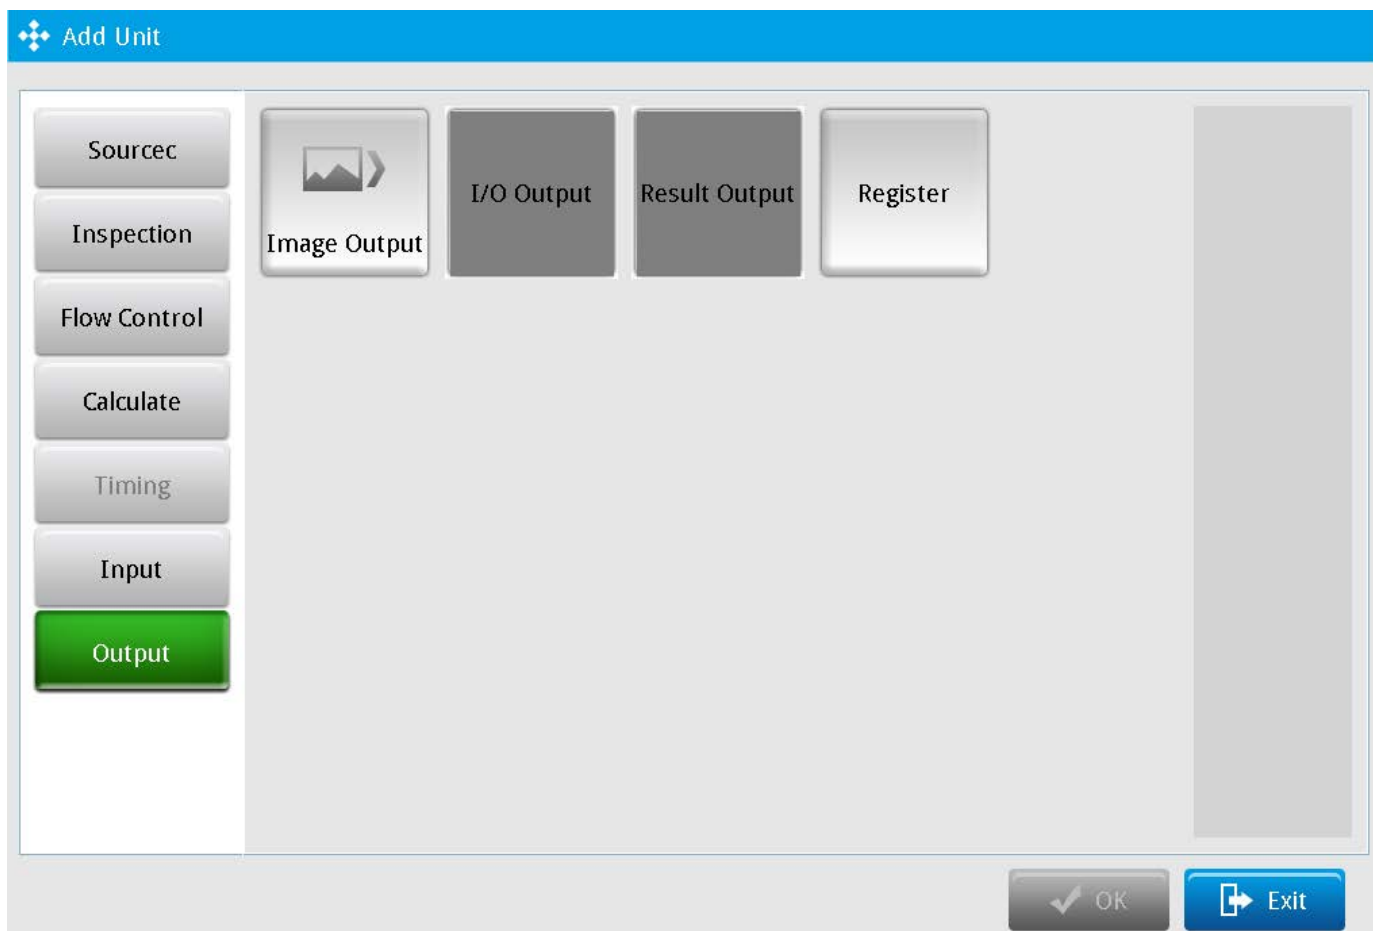 Add Unit
Sourcec
Inspection
Flow Control
Calculate
Timing
Input
Output
Image Output
I/O Output
Result Output
Register
OK
Exit